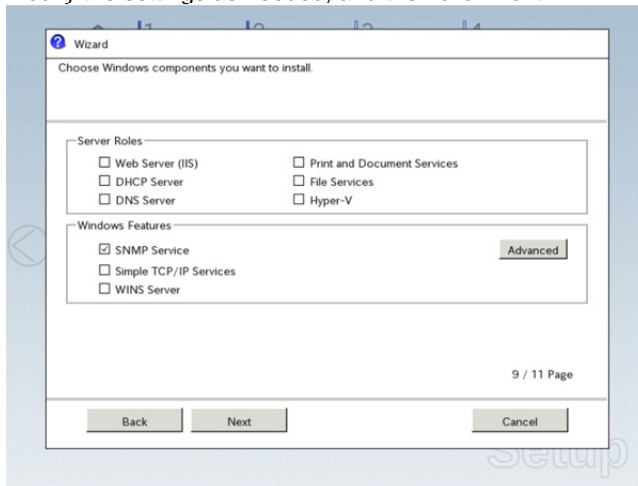 Wizard
Choose Windows components you want to install.
Server Roles
Web Server (IIS)
Print and Document Services
DHCP Server
File Services
DNS Server
Hyper-V
Windows Features
SNMP Service
Advanced
Simple TCP/IP Services
WINS Server
9 / 11 Page
Back
Next
Cancel
Setup